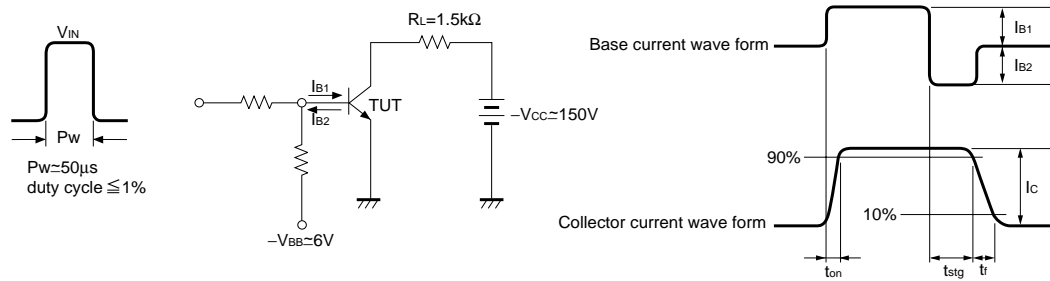 VIN
Pw
Pw≃50µs
duty cycle ≦1%
RL=1.5kΩ
IB1
TUT
IB2
–VCC≃150V
–VBB≃6V
Base current wave form
IB1
IB2
90%
IC
10%
Collector current wave form
ton
tstg
tf